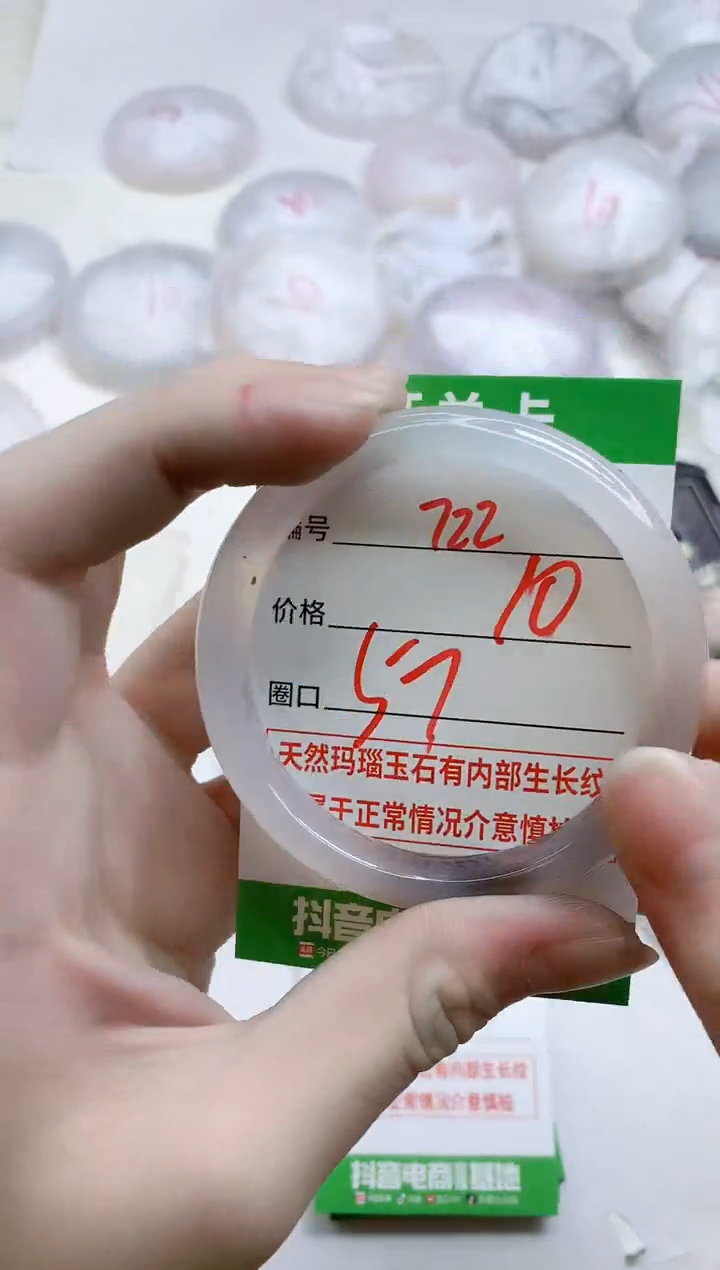 单卡
编号 722
价格 10
圈口 57
天然玛瑙玉石有内部生长纹
属于正常情况介意慎拍
抖音电
有内部生长纹
正常情况介意慎拍
抖音电商 基地